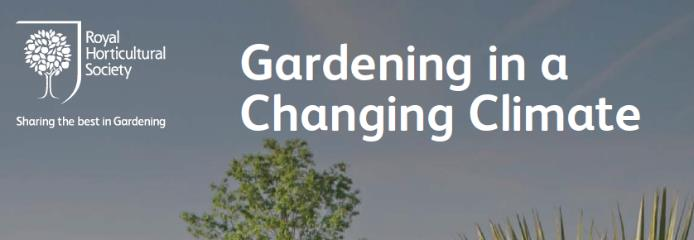 Royal
Horticultural
Society
Sharing the best in Gardening
Gardening in a
Changing Climate